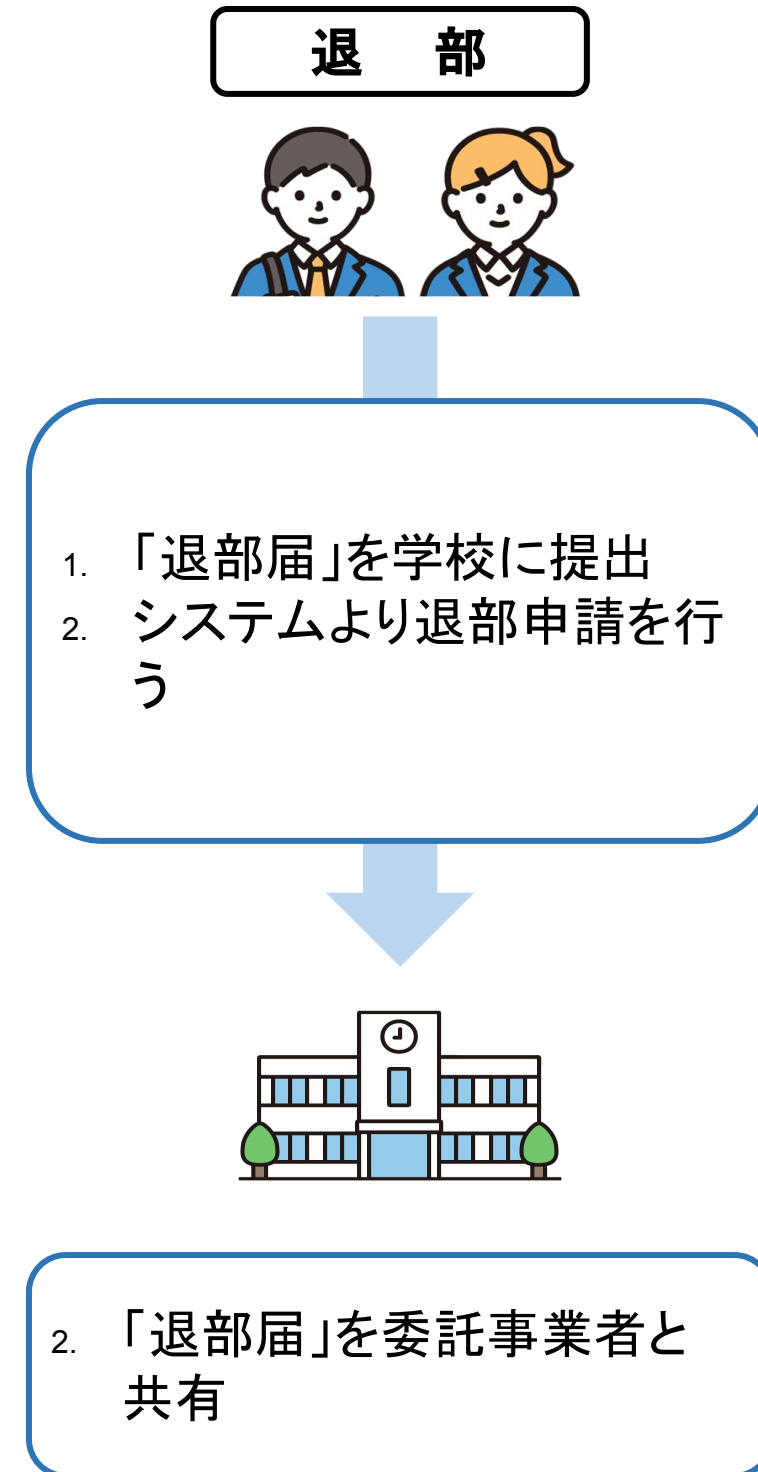 退　部
1. 「退部届」を学校に提出
2. システムより退部申請を行
う
2. 「退部届」を委託事業者と
共有